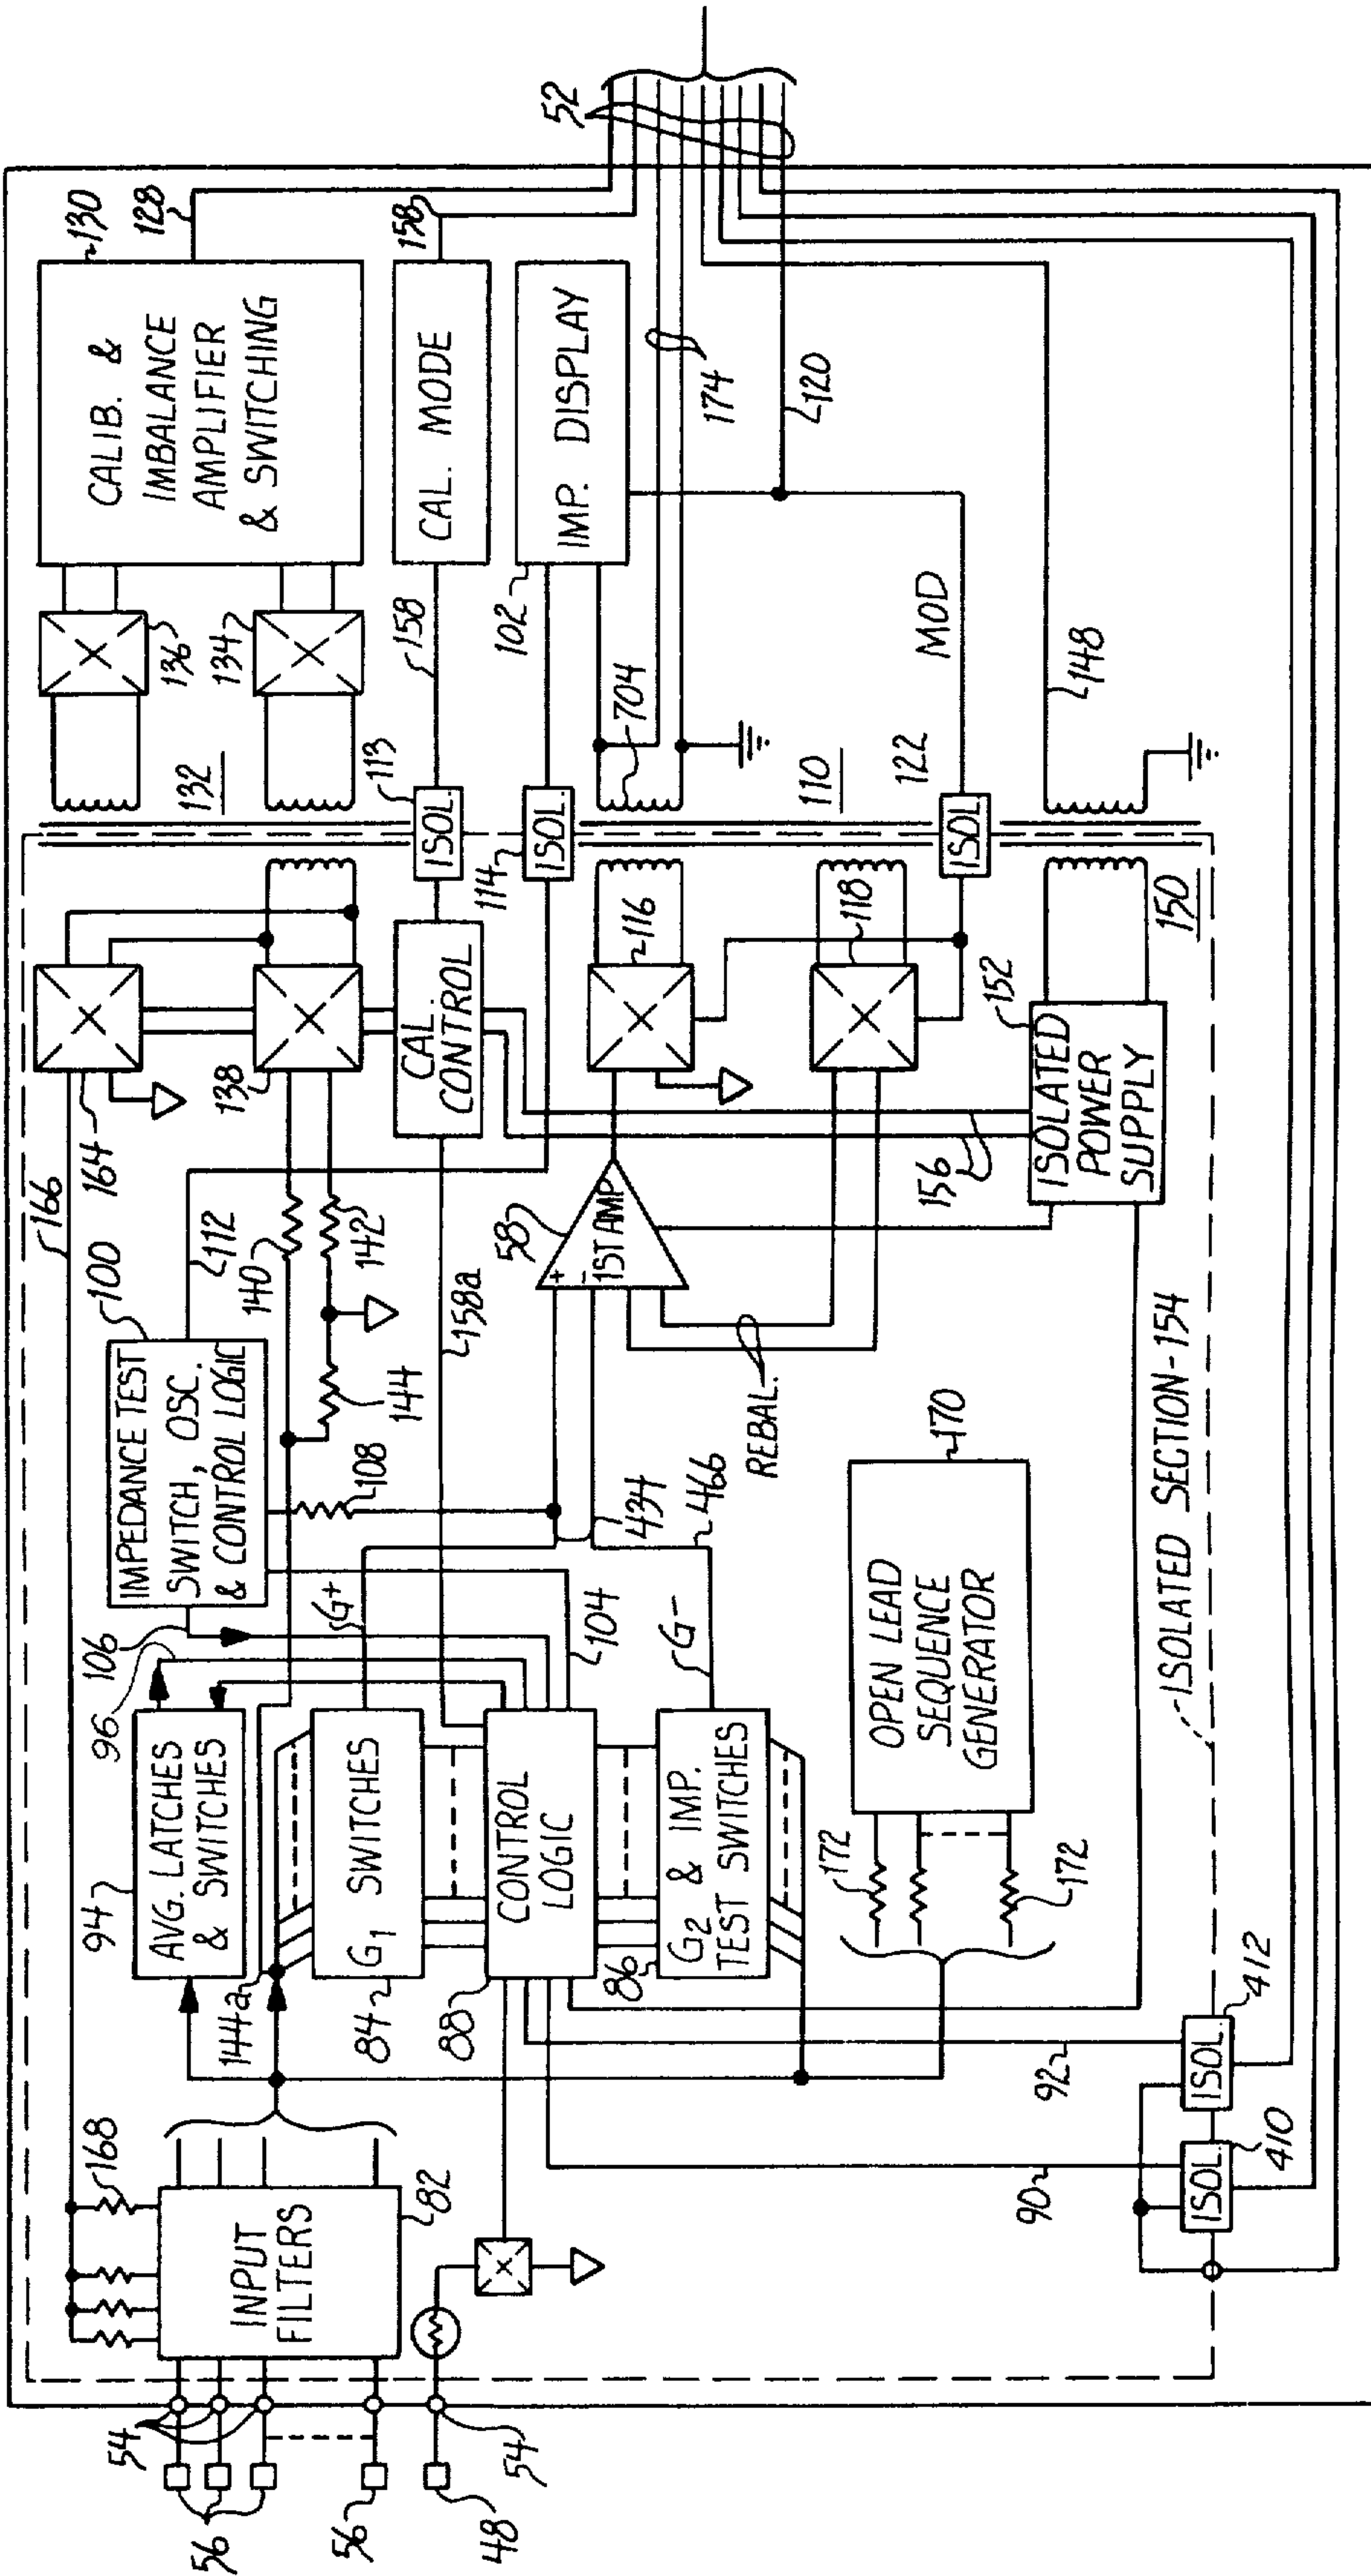 52
130
128
CALIB. &
IMBALANCE
AMPLIFIER
& SWITCHING
136
134
132
158
CAL. MODE
158
113
ISOL.
IMP. DISPLAY
102
114
ISOL.
704
174
120
110
MOD
122
ISOL
148
150
166
164
138
CAL.
CONTROL
116
118
152
ISOLATED
POWER
SUPPLY
156
100
112
140
142
144
158a
58
+
-
1ST AMP
REBAL.
IMPEDANCE TEST
SWITCH, OSC.
& CONTROL LOGIC
108
434
466
106
96
G+
104
G-
94
AVG. LATCHES
& SWITCHES
144a
G1 SWITCHES
84
CONTROL
LOGIC
88
G2 & IMP.
TEST SWITCHES
86
OPEN LEAD
SEQUENCE
GENERATOR
170
172
172
ISOLATED SECTION-154
168
INPUT
FILTERS
82
92
90
ISOL.
412
ISOL.
410
54
56
56
54
48